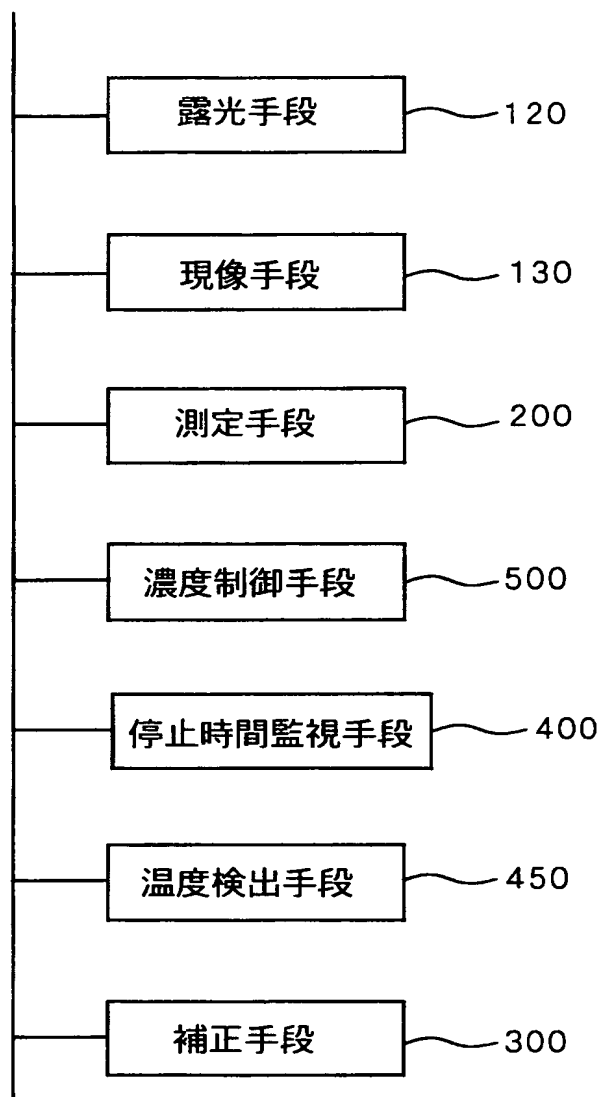 露光手段 120
現像手段 130
測定手段 200
濃度制御手段 500
停止時間監視手段 400
温度検出手段 450
補正手段 300